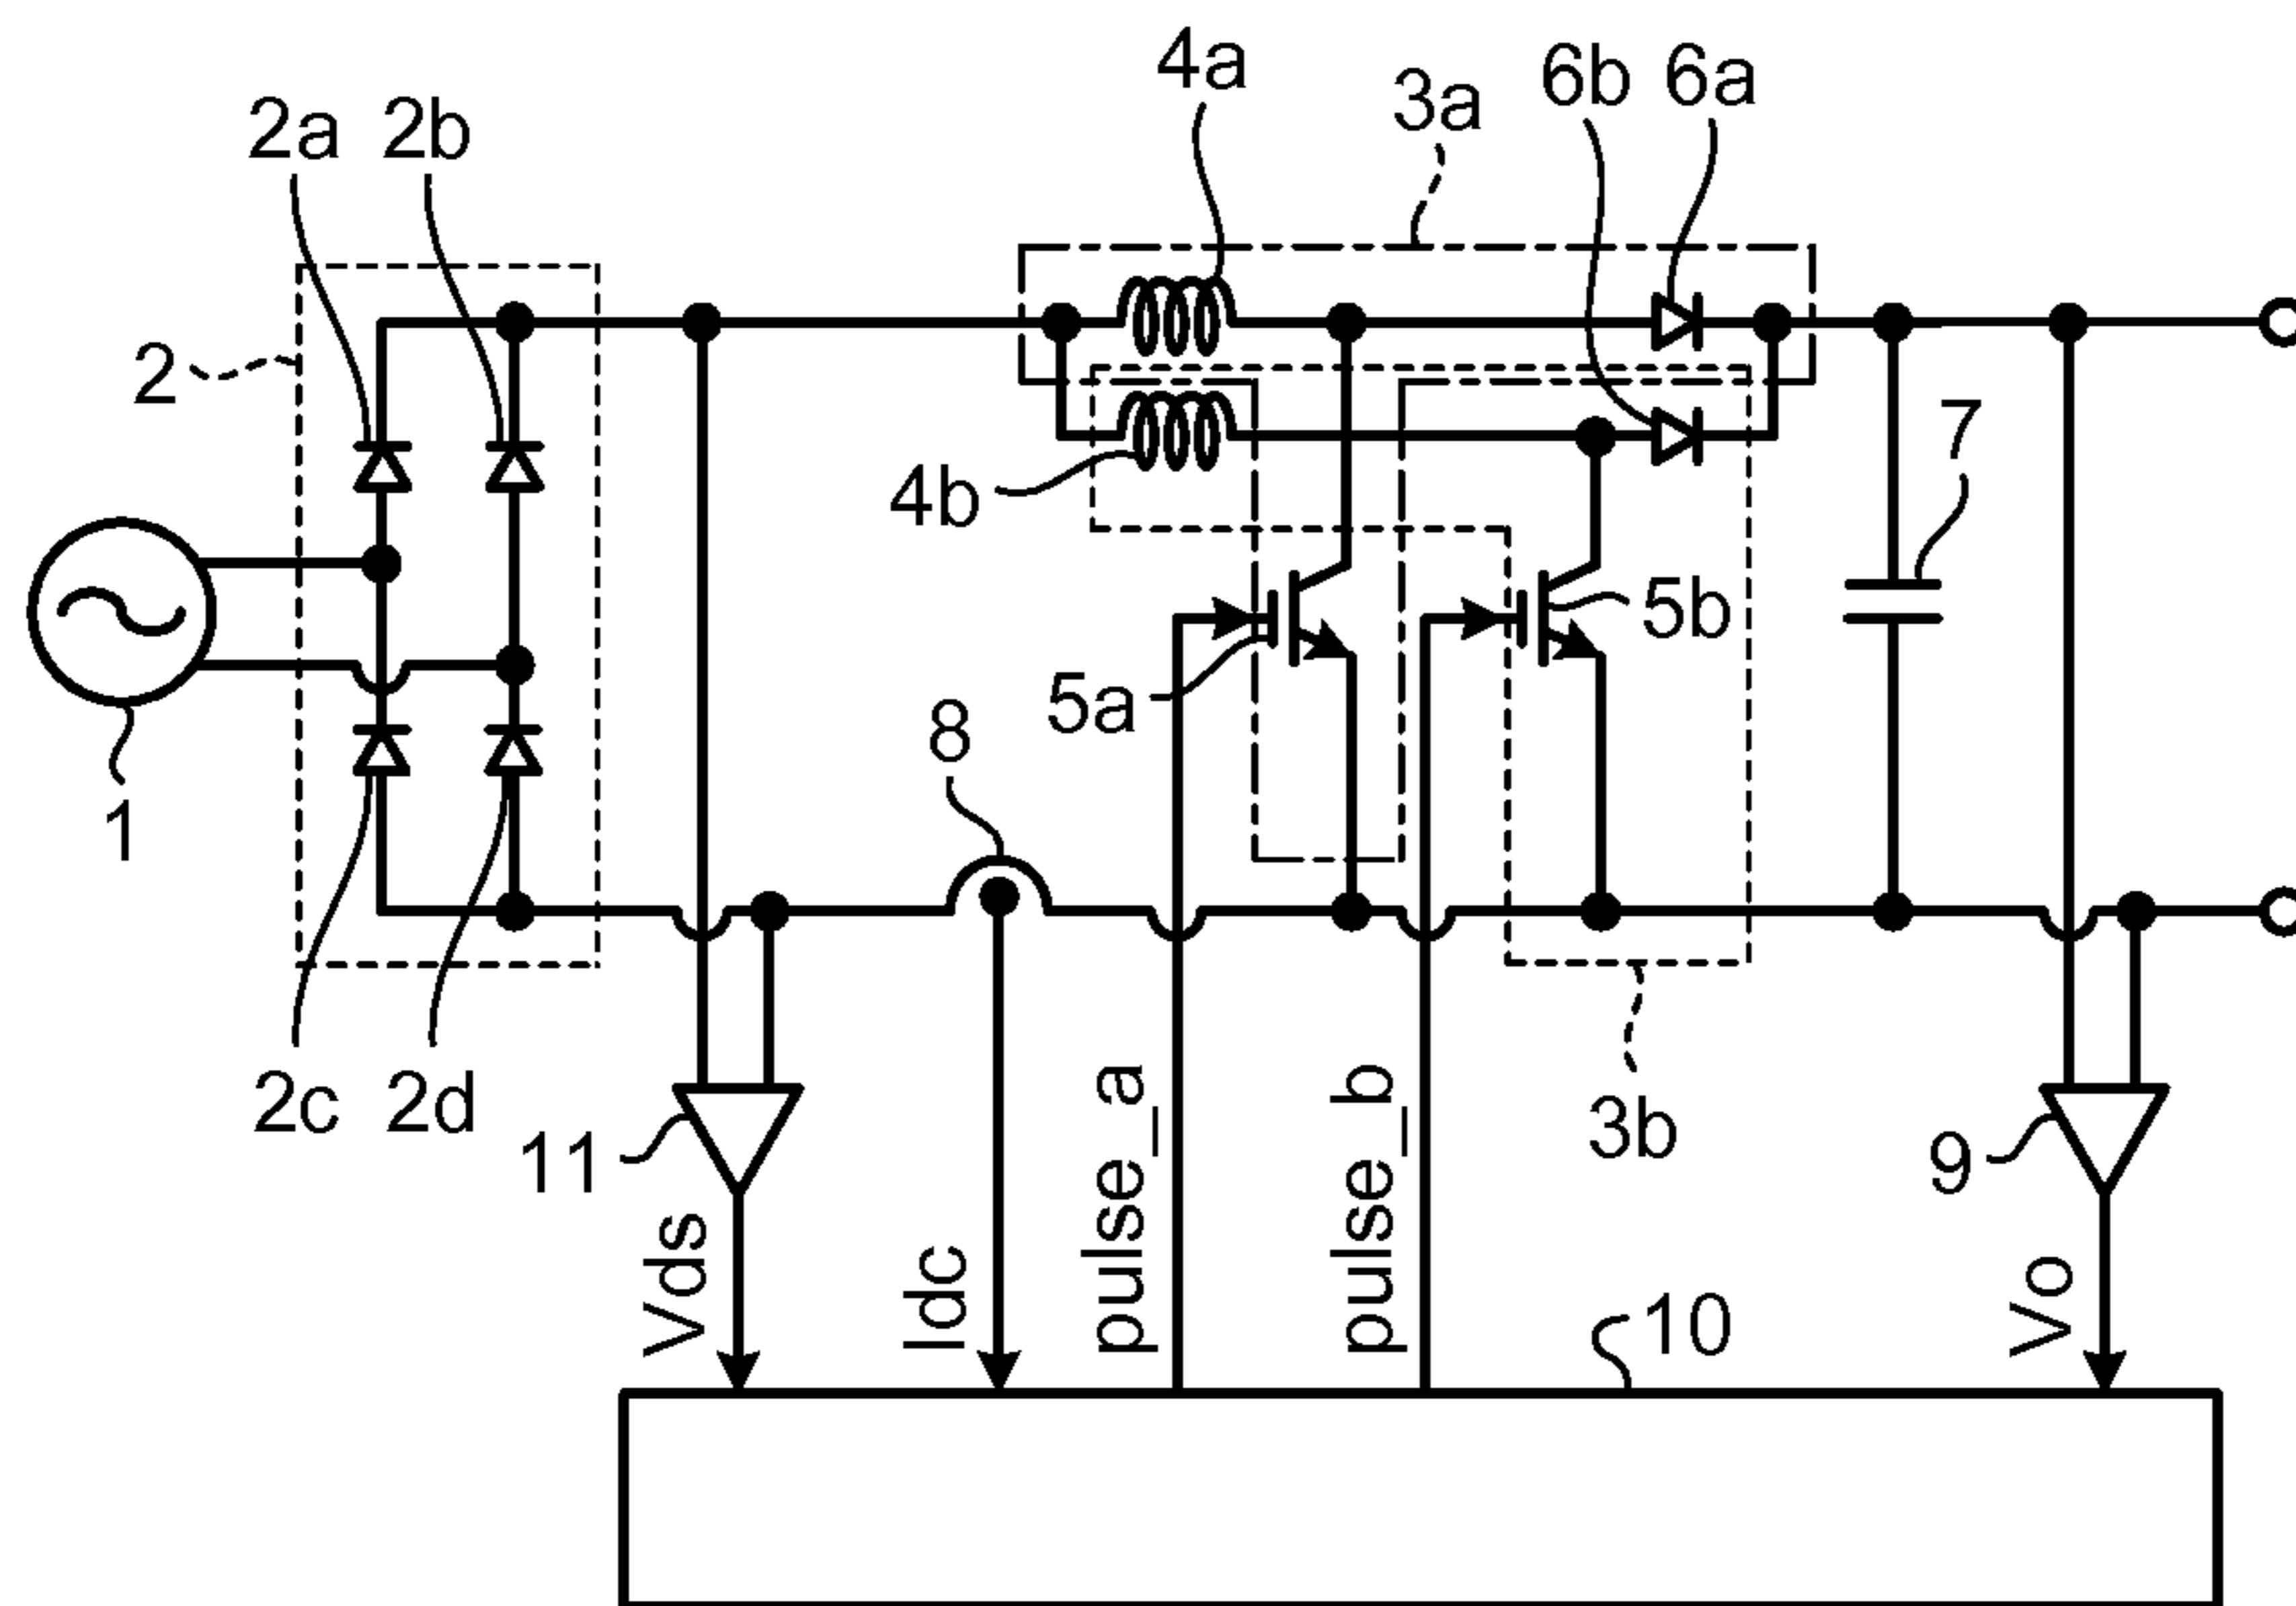 4a
3a
6b
6a
2a
2b
2
7
4b
5b
5a
8
1
2c
2d
11
3b
9
pulse_a
pulse_b
Vds
Idc
10
Vo